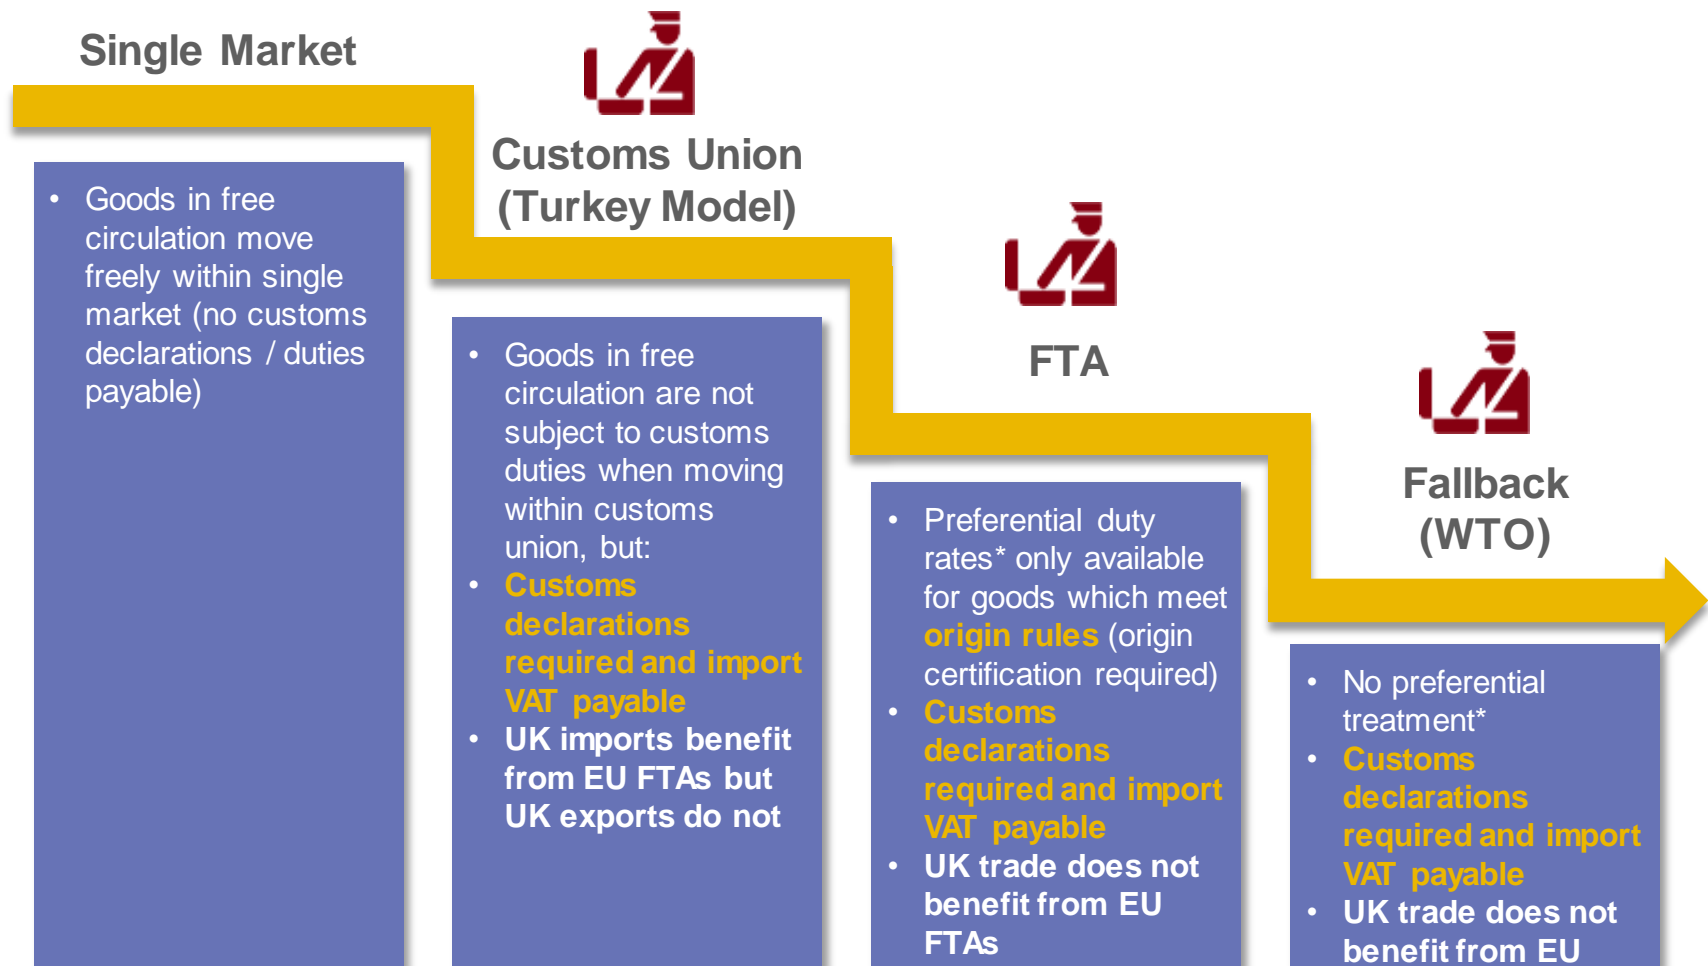 Single Market
• Goods in free
circulation move
freely within single
market (no customs
declarations / duties
payable)
Customs Union
(Turkey Model)
• Goods in free
circulation are not
subject to customs
duties when moving
within customs
union, but:
• Customs
declarations
required and import
VAT payable
• UK imports benefit
from EU FTAs but
UK exports do not
FTA
• Preferential duty
rates* only available
for goods which meet
origin rules (origin
certification required)
• Customs
declarations
required and import
VAT payable
• UK trade does not
benefit from EU
FTAs
Fallback
(WTO)
• No preferential
treatment*
• Customs
declarations
required and import
VAT payable
• UK trade does not
benefit from EU